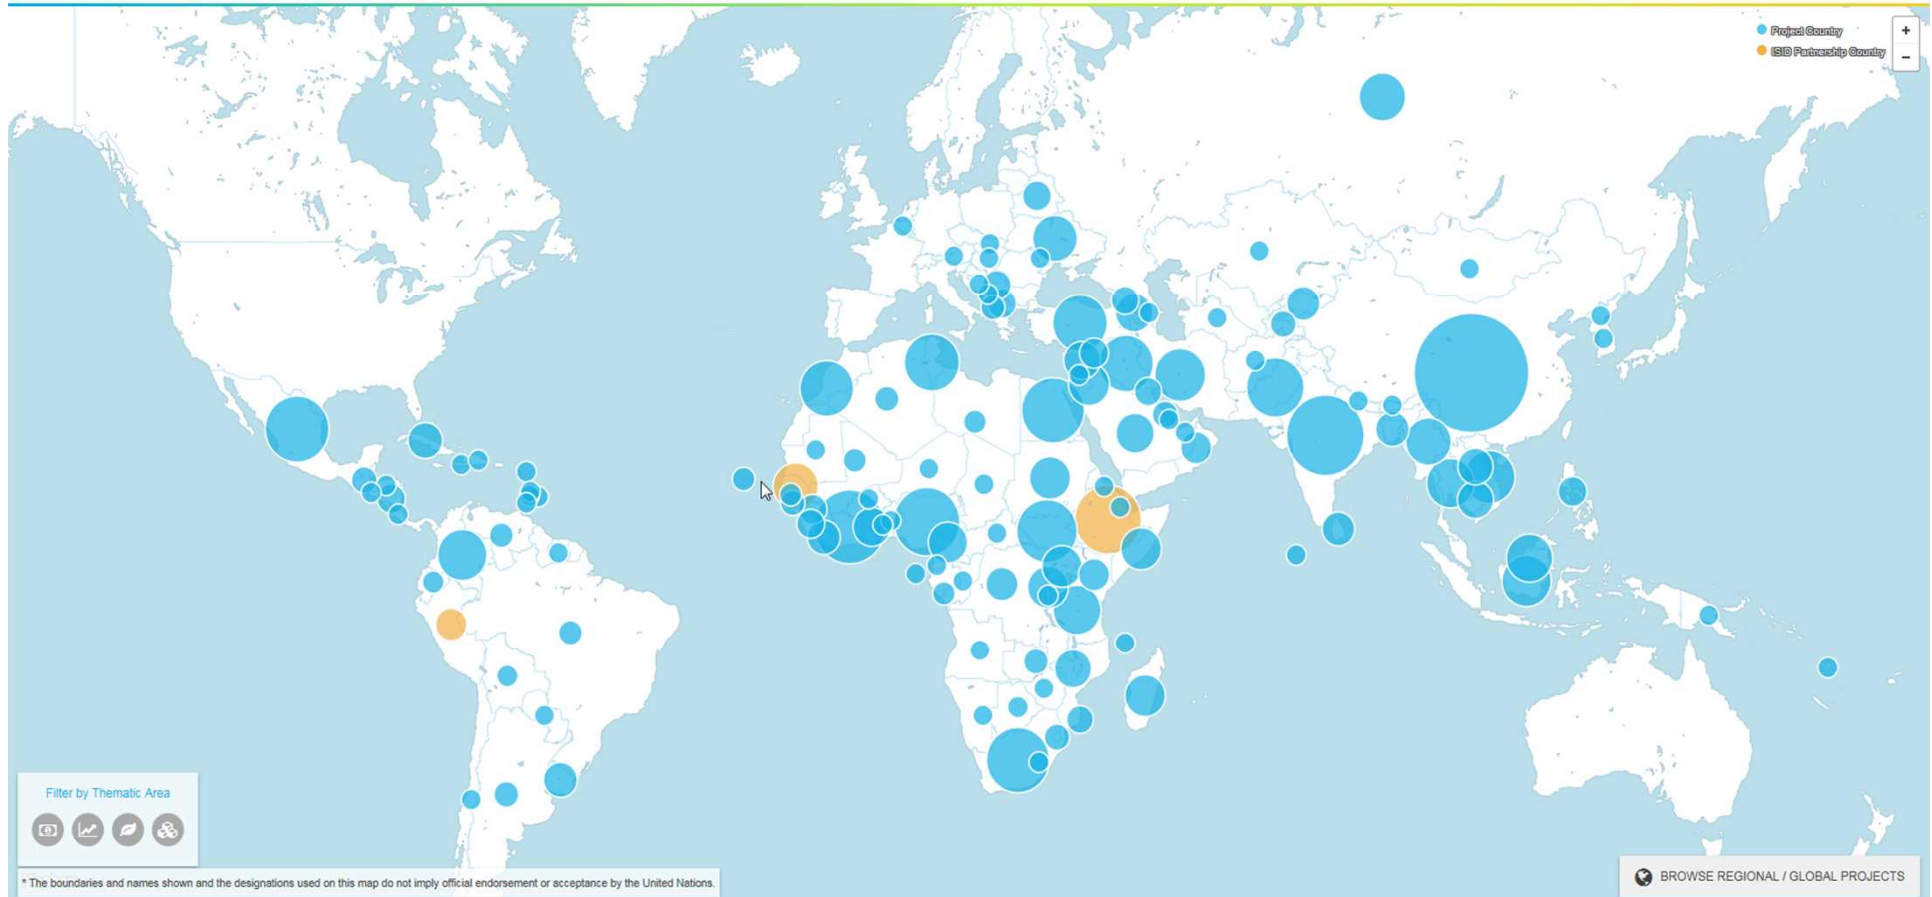 Project Country
ISID Partnership Country
+
−
Filter by Thematic Area
* The boundaries and names shown and the designations used on this map do not imply official endorsement or acceptance by the United Nations.
BROWSE REGIONAL / GLOBAL PROJECTS